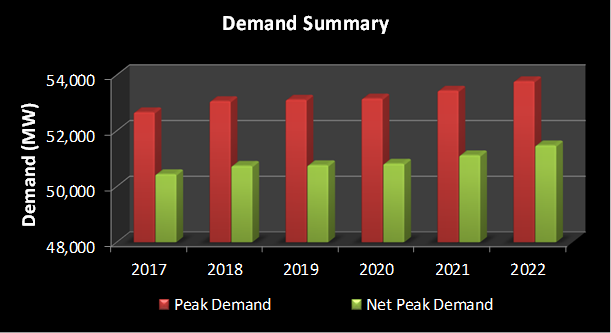 Demand Summary
54,000
52,000
50,000
48,000
Demand (MW)
2017 2018 2019 2020 2021 2022
Peak Demand Net Peak Demand